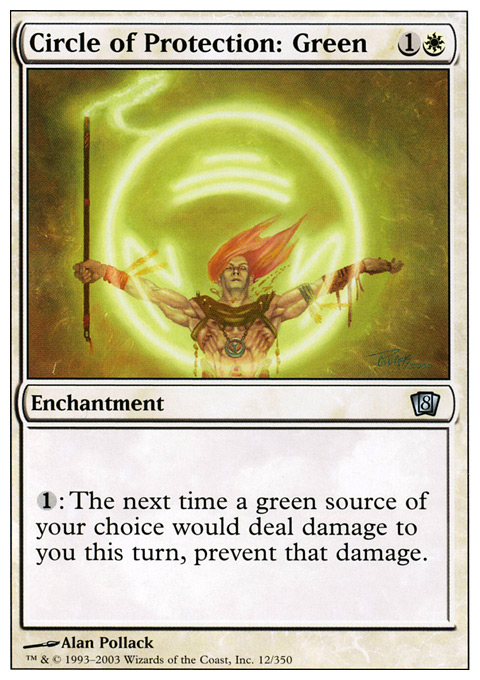 Circle of Protection: Green 1
Enchantment 8
1: The next time a green source of
your choice would deal damage to
you this turn, prevent that damage.
Alan Pollack
™ & © 1993–2003 Wizards of the Coast, Inc. 12/350